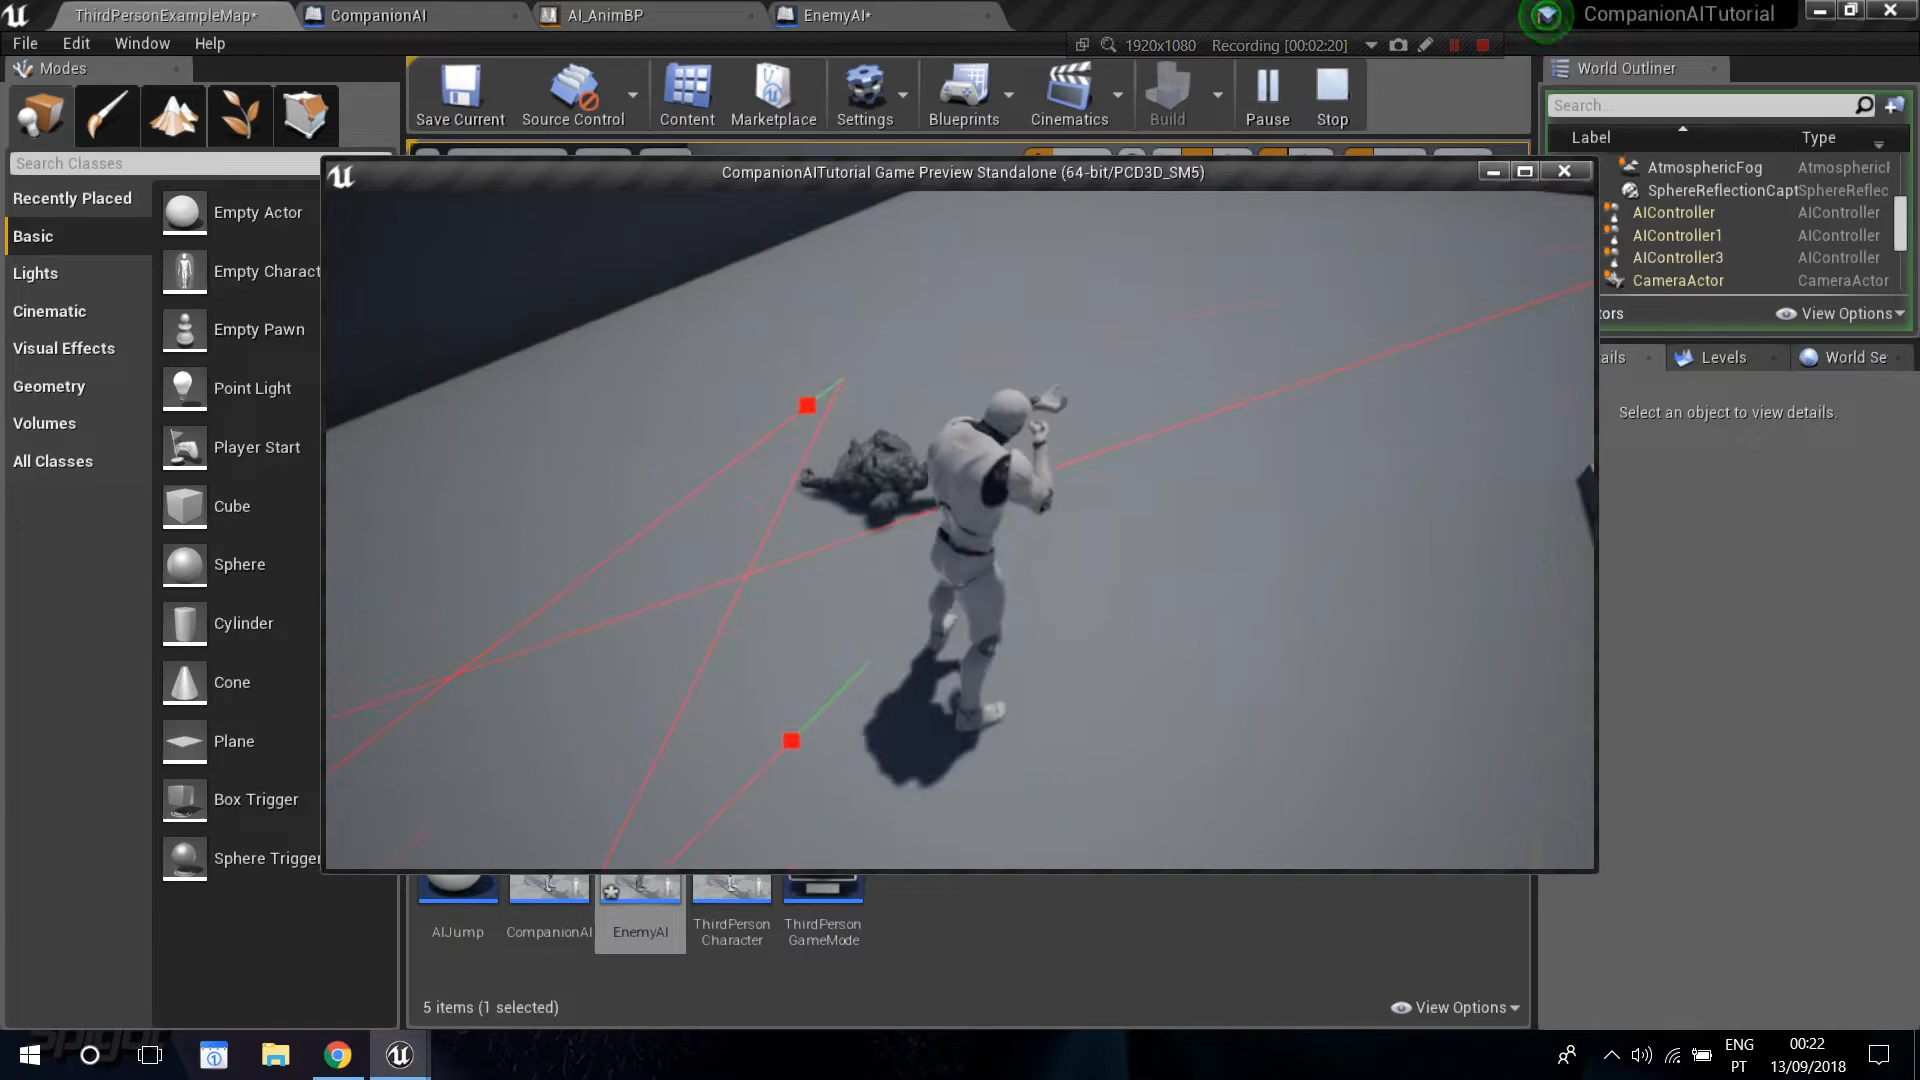 ThirdPersonExampleMap*
CompanionAI
AI_AnimBP
EnemyAI*
CompanionAITutorial
File Edit Window Help
1920x1080 Recording [00:02:20]
Modes
World Outliner
Save Current
Source Control
Content
Marketplace
Settings
Blueprints
Cinematics
Build
Pause
Stop
Search...
Label Type
Search Classes
CompanionAITutorial Game Preview Standalone (64-bit/PCD3D_SM5)
AtmosphericFog Atmospheric
SphereReflectionCapt SphereReflec
AIController AIController
AIController1 AIController
AIController3 AIController
CameraActor CameraActor
tors View Options
ails Levels World Se
Select an object to view details.
Recently Placed
Basic
Lights
Cinematic
Visual Effects
Geometry
Volumes
All Classes
Empty Actor
Empty Charact
Empty Pawn
Point Light
Player Start
Cube
Sphere
Cylinder
Cone
Plane
Box Trigger
Sphere Trigger
AIJump
CompanionAI
EnemyAI
ThirdPerson
Character
ThirdPerson
GameMode
5 items (1 selected)
View Options
ENG
PT
00:22
13/09/2018